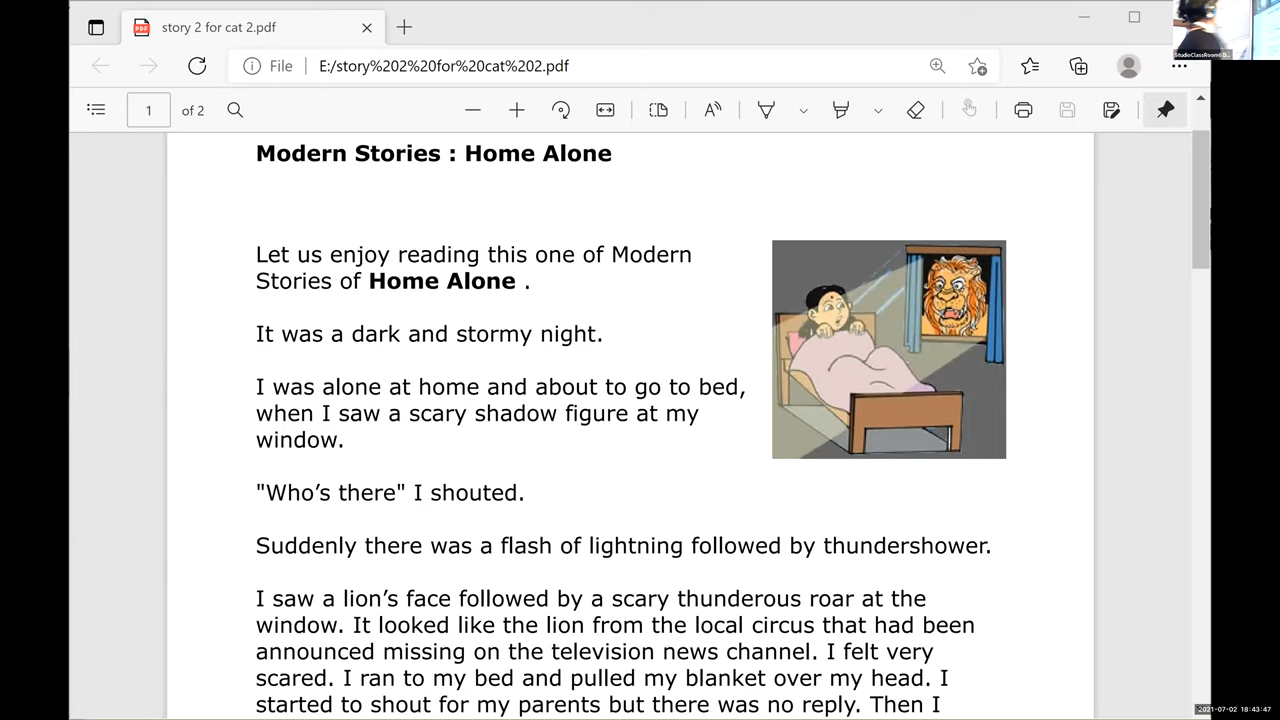 story 2 for cat 2.pdf
File
E:/story%202%20for%20cat%202.pdf
1
of 2
Modern Stories : Home Alone
Let us enjoy reading this one of Modern
Stories of Home Alone .
It was a dark and stormy night.
I was alone at home and about to go to bed,
when I saw a scary shadow figure at my
window.
"Who’s there" I shouted.
Suddenly there was a flash of lightning followed by thundershower.
I saw a lion’s face followed by a scary thunderous roar at the
window. It looked like the lion from the local circus that had been
announced missing on the television news channel. I felt very
scared. I ran to my bed and pulled my blanket over my head. I
started to shout for my parents but there was no reply. Then I
2021-07-02 18:43:47